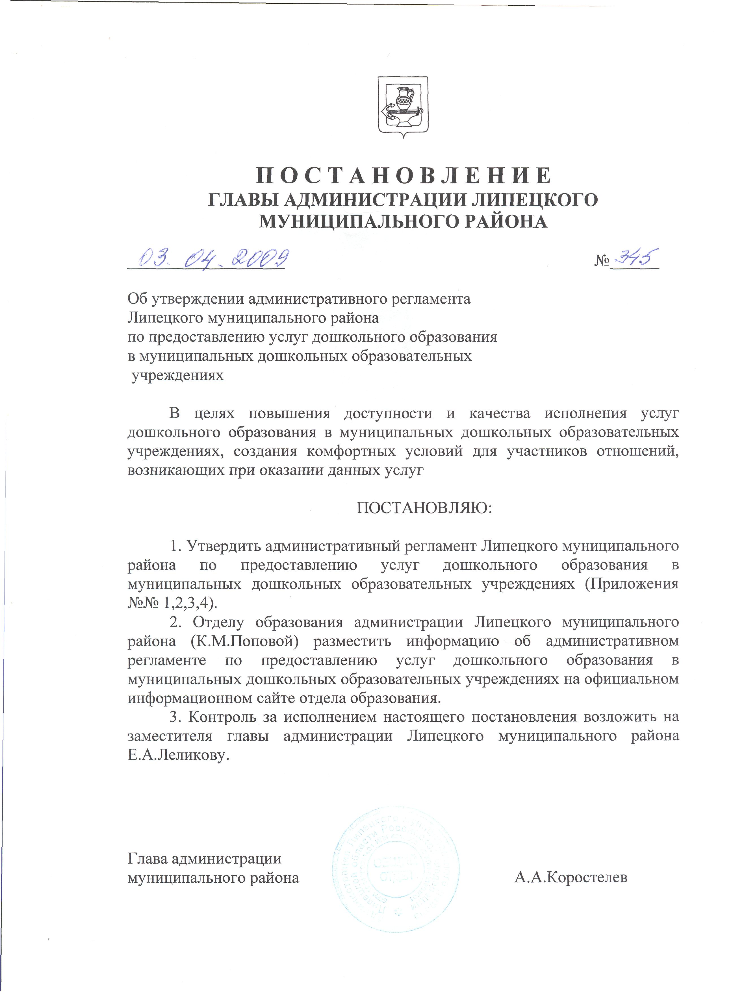 П О С Т А Н О В Л Е Н И Е
ГЛАВЫ АДМИНИСТРАЦИИ ЛИПЕЦКОГО
МУНИЦИПАЛЬНОГО РАЙОНА
03. 04. 2009 № 345
Об утверждении административного регламента
Липецкого муниципального района
по предоставлению услуг дошкольного образования
в муниципальных дошкольных образовательных
учреждениях
В целях повышения доступности и качества исполнения услуг
дошкольного образования в муниципальных дошкольных образовательных
учреждениях, создания комфортных условий для участников отношений,
возникающих при оказании данных услуг
ПОСТАНОВЛЯЮ:
1. Утвердить административный регламент Липецкого муниципального
района по предоставлению услуг дошкольного образования в
муниципальных дошкольных образовательных учреждениях (Приложения
№№ 1,2,3,4).
2. Отделу образования администрации Липецкого муниципального
района (К.М.Поповой) разместить информацию об административном
регламенте по предоставлению услуг дошкольного образования в
муниципальных дошкольных образовательных учреждениях на официальном
информационном сайте отдела образования.
3. Контроль за исполнением настоящего постановления возложить на
заместителя главы администрации Липецкого муниципального района
Е.А.Леликову.
Глава администрации
муниципального района А.А.Коростелев
Липецкого
Липецкой области